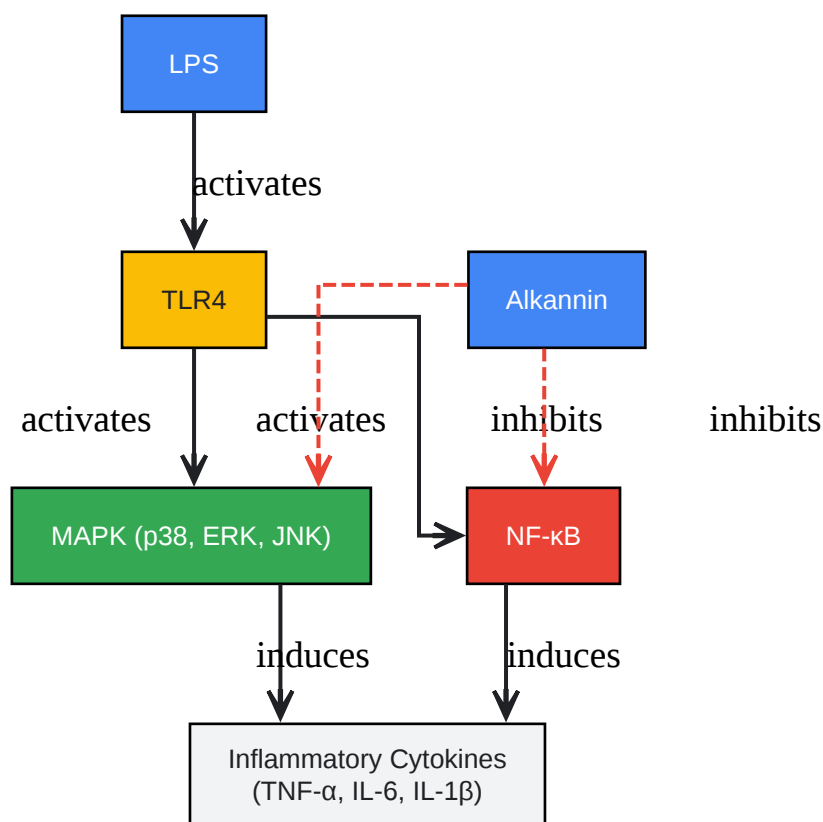 LPS
activates
TLR4
Alkannin
activates
activates
inhibits
inhibits
MAPK (p38, ERK, JNK)
NF-κB
induces
induces
Inflammatory Cytokines
(TNF-α, IL-6, IL-1β)